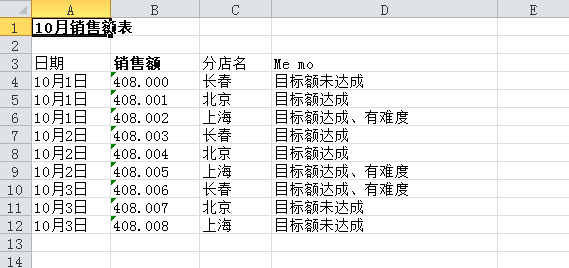 A B C D E
1 10月销售额表
2
3 日期 销售额 分店名 Me mo
4 10月1日 408.000 长春 目标额未达成
5 10月1日 408.001 北京 目标额达成
6 10月1日 408.002 上海 目标额达成、有难度
7 10月2日 408.003 长春 目标额达成
8 10月2日 408.004 北京 目标额达成
9 10月2日 408.005 上海 目标额达成、有难度
10 10月3日 408.006 长春 目标额达成、有难度
11 10月3日 408.007 北京 目标额未达成
12 10月3日 408.008 上海 目标额未达成
13
14